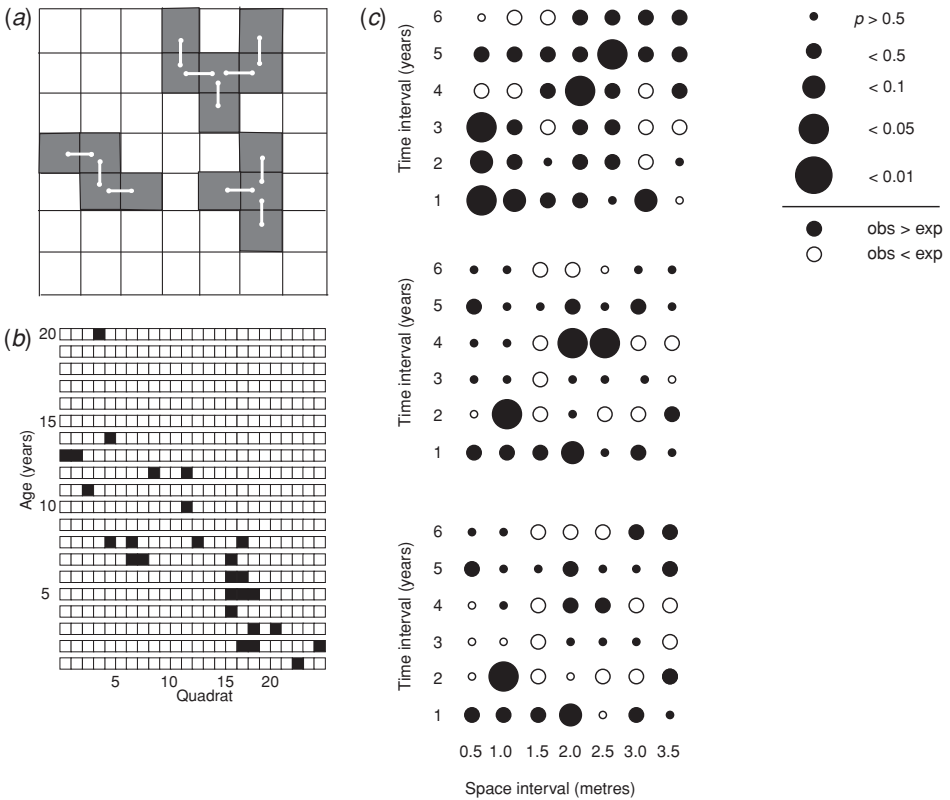 (a)
(b)
20
15
10
5
Age (years)
5 10 15 20
Quadrat
(c)
6
5
4
3
2
1
Time interval (years)
6
5
4
3
2
1
Time interval (years)
6
5
4
3
2
1
Time interval (years)
0.5 1.0 1.5 2.0 2.5 3.0 3.5
Space interval (metres)
p > 0.5
< 0.5
< 0.1
< 0.05
< 0.01
obs > exp
obs < exp